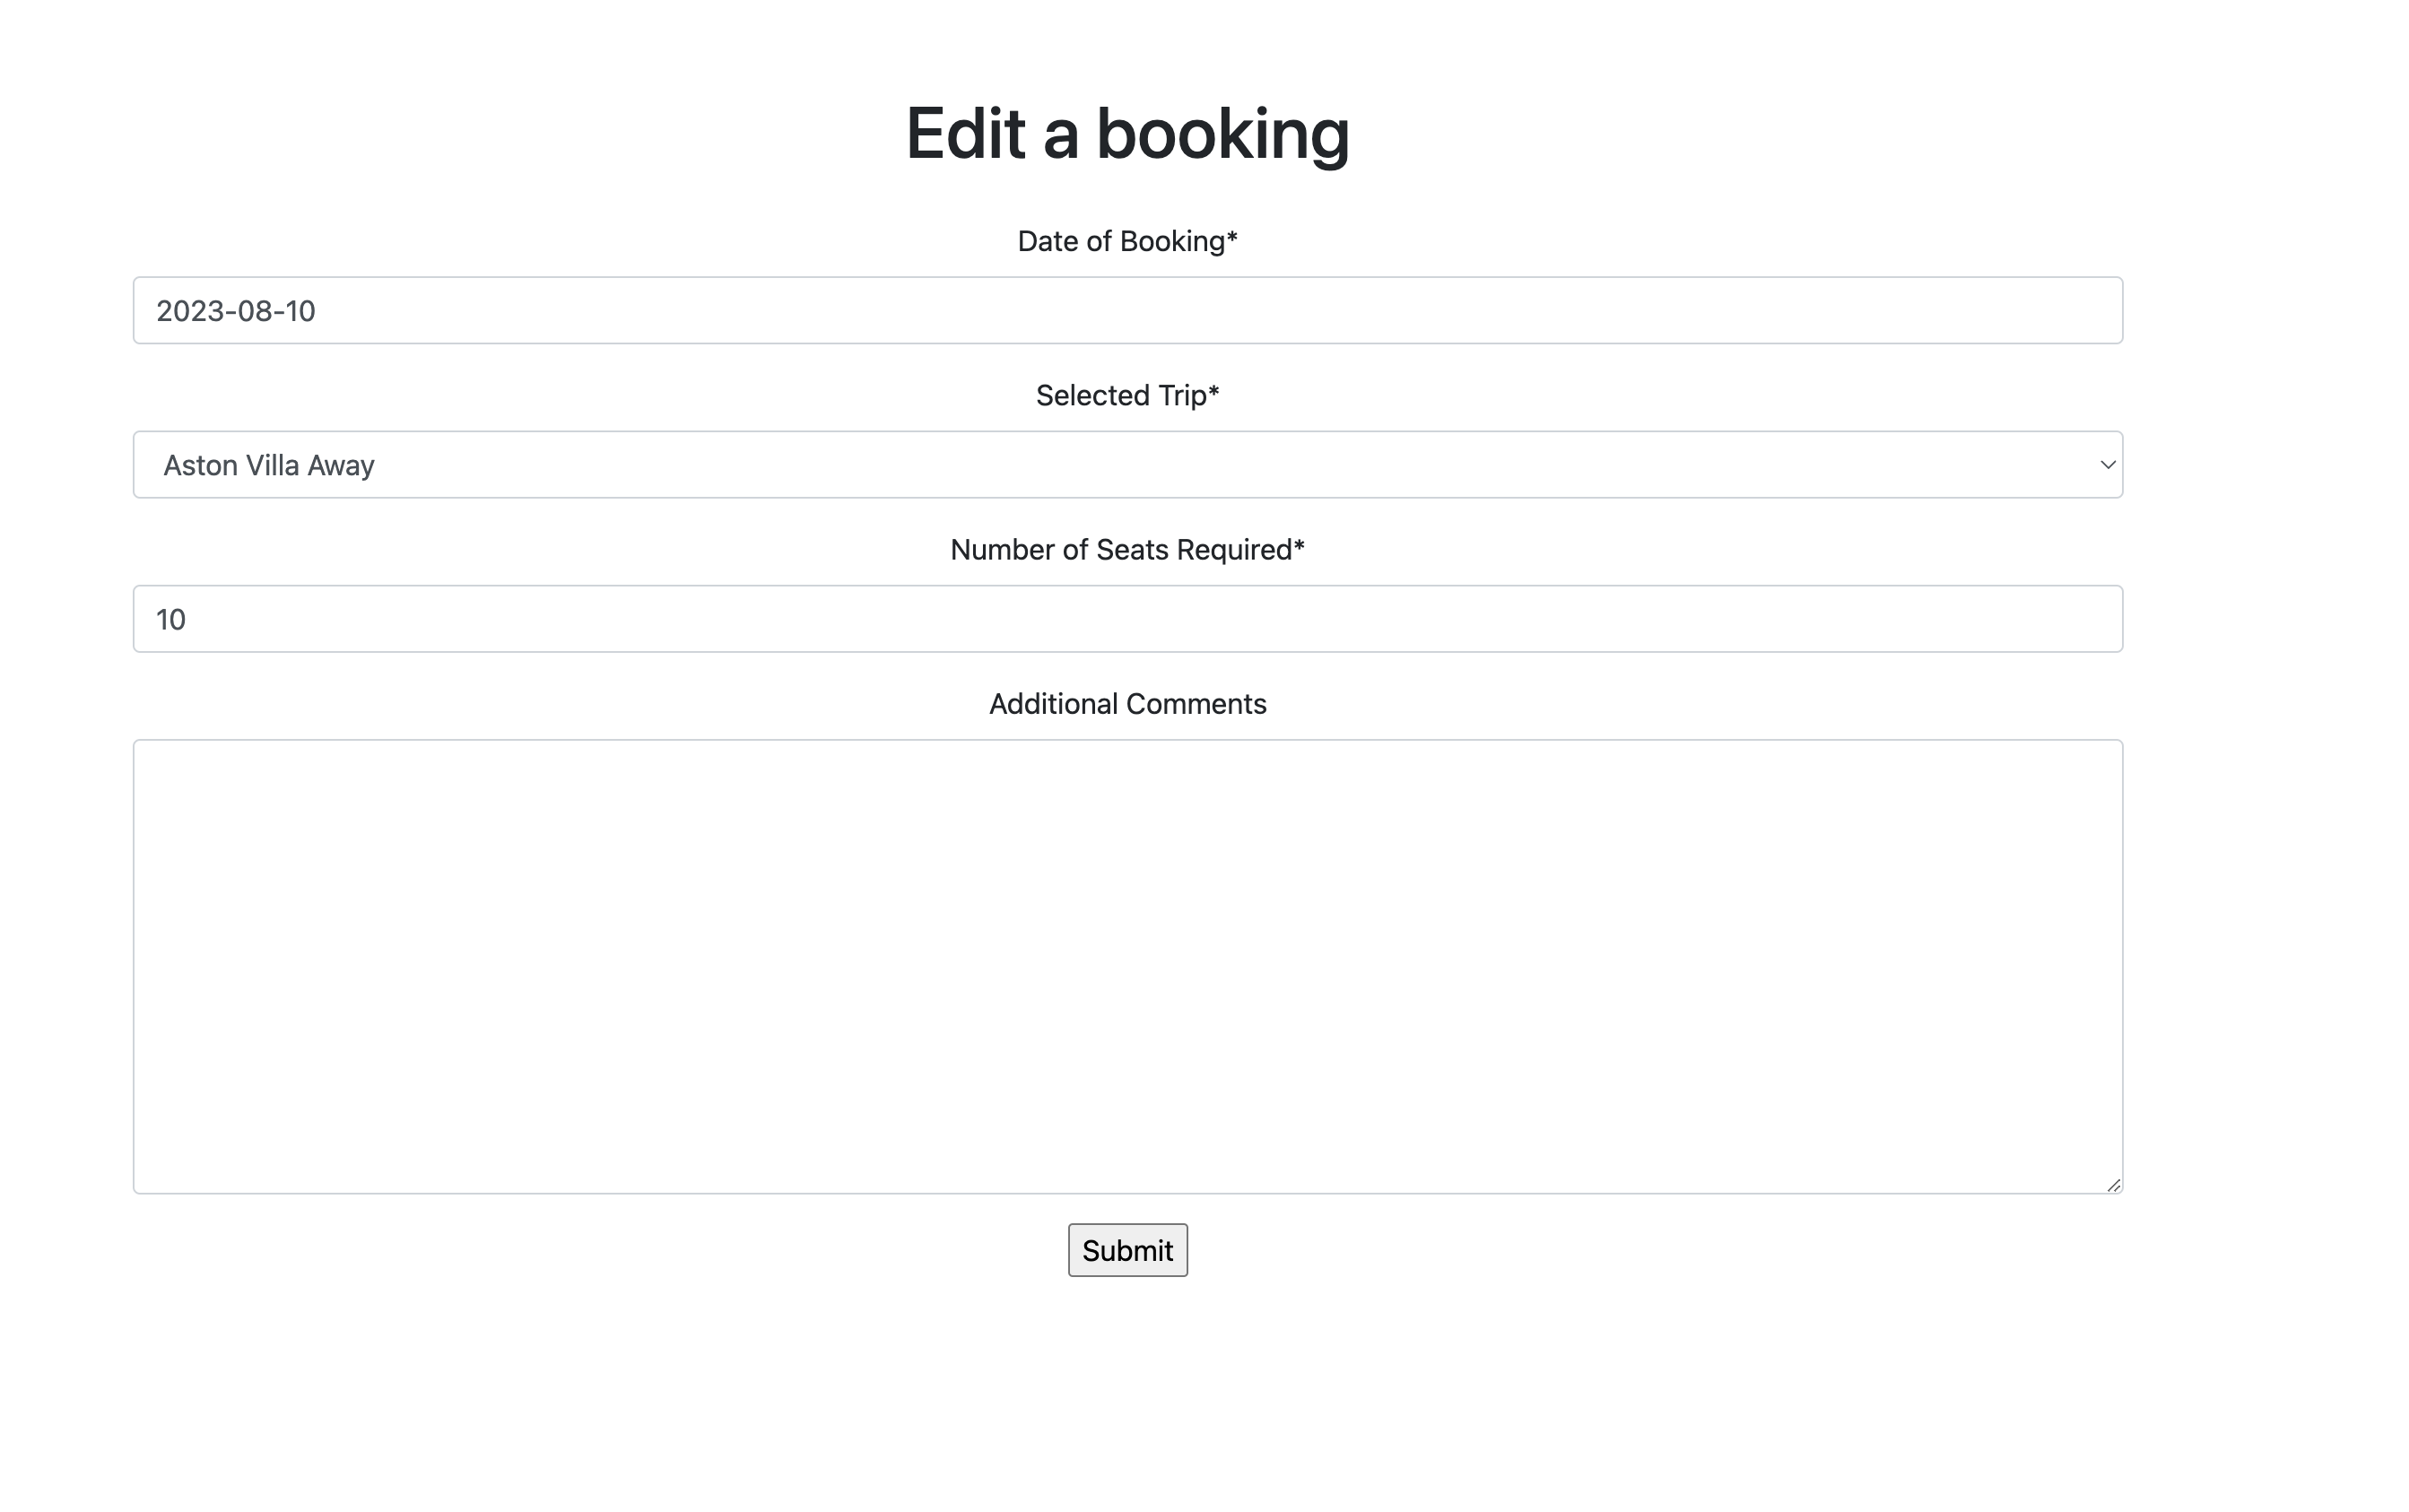 Edit a booking
Date of Booking*
2023-08-10
Selected Trip*
Aston Villa Away
Number of Seats Required*
10
Additional Comments
Submit